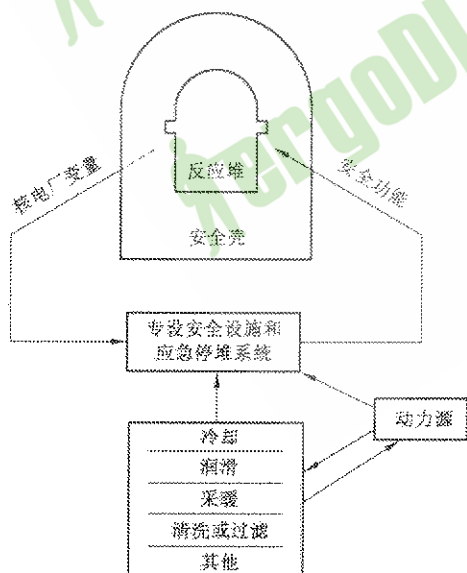 反应堆
安全壳
核电厂变量
安全功能
专设安全设施和
应急停堆系统
动力源
冷却
润滑
采暖
清洗或过滤
其他